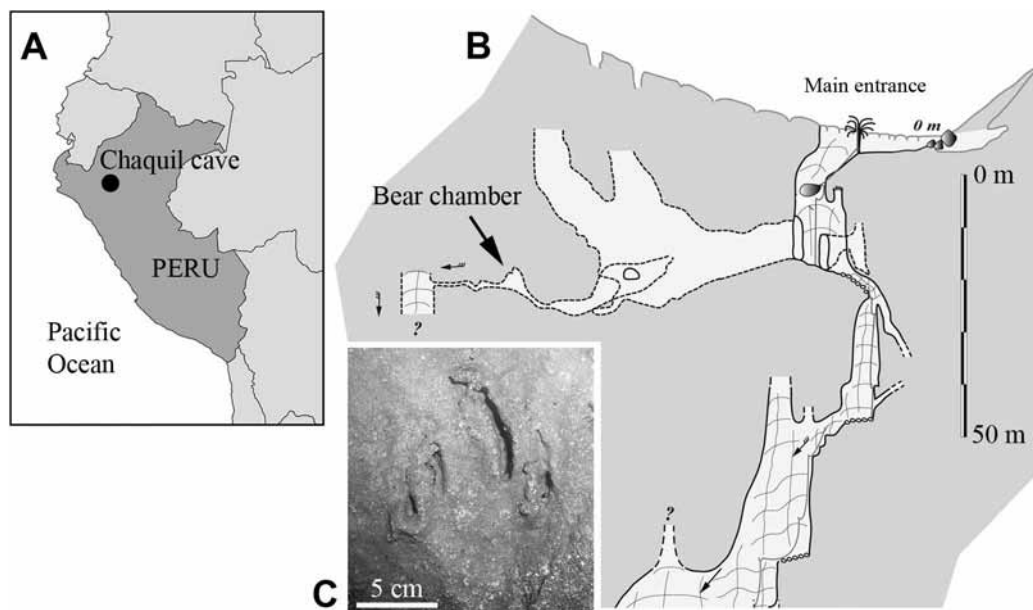 A
Chaquil cave
PERU
Pacific
Ocean
B
Main entrance
0 m
0 m
Bear chamber
?
50 m
?
C
5 cm